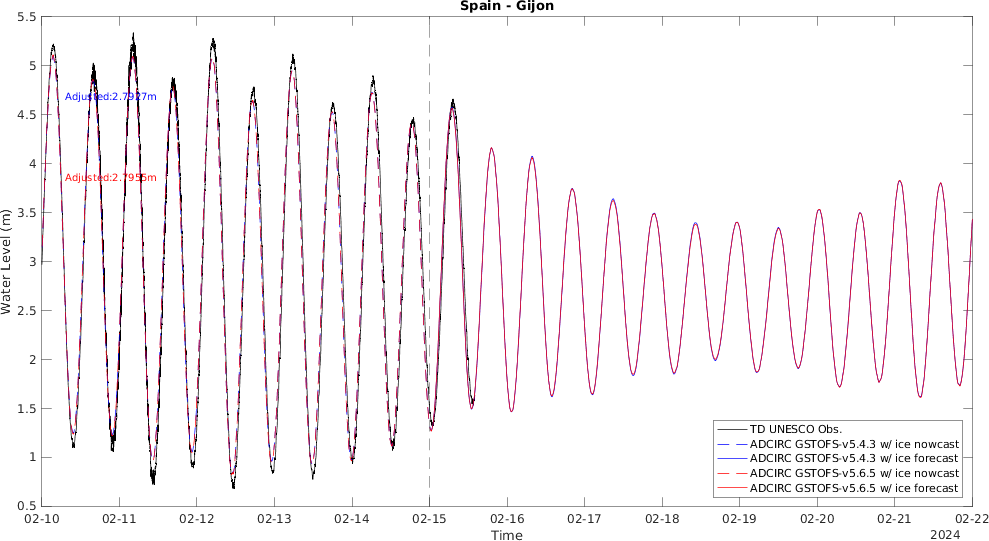 Spain - Gijon
5.5
5
4.5
4
3.5
3
2.5
2
1.5
1
0.5
Water Level (m)
Adjusted:2.7927m
Adjusted:2.7955m
TD UNESCO Obs.
ADCIRC GSTOFS-v5.4.3 w/ ice nowcast
ADCIRC GSTOFS-v5.4.3 w/ ice forecast
ADCIRC GSTOFS-v5.6.5 w/ ice nowcast
ADCIRC GSTOFS-v5.6.5 w/ ice forecast
02-10 02-11 02-12 02-13 02-14 02-15 02-16 02-17 02-18 02-19 02-20 02-21 02-22
Time
2024